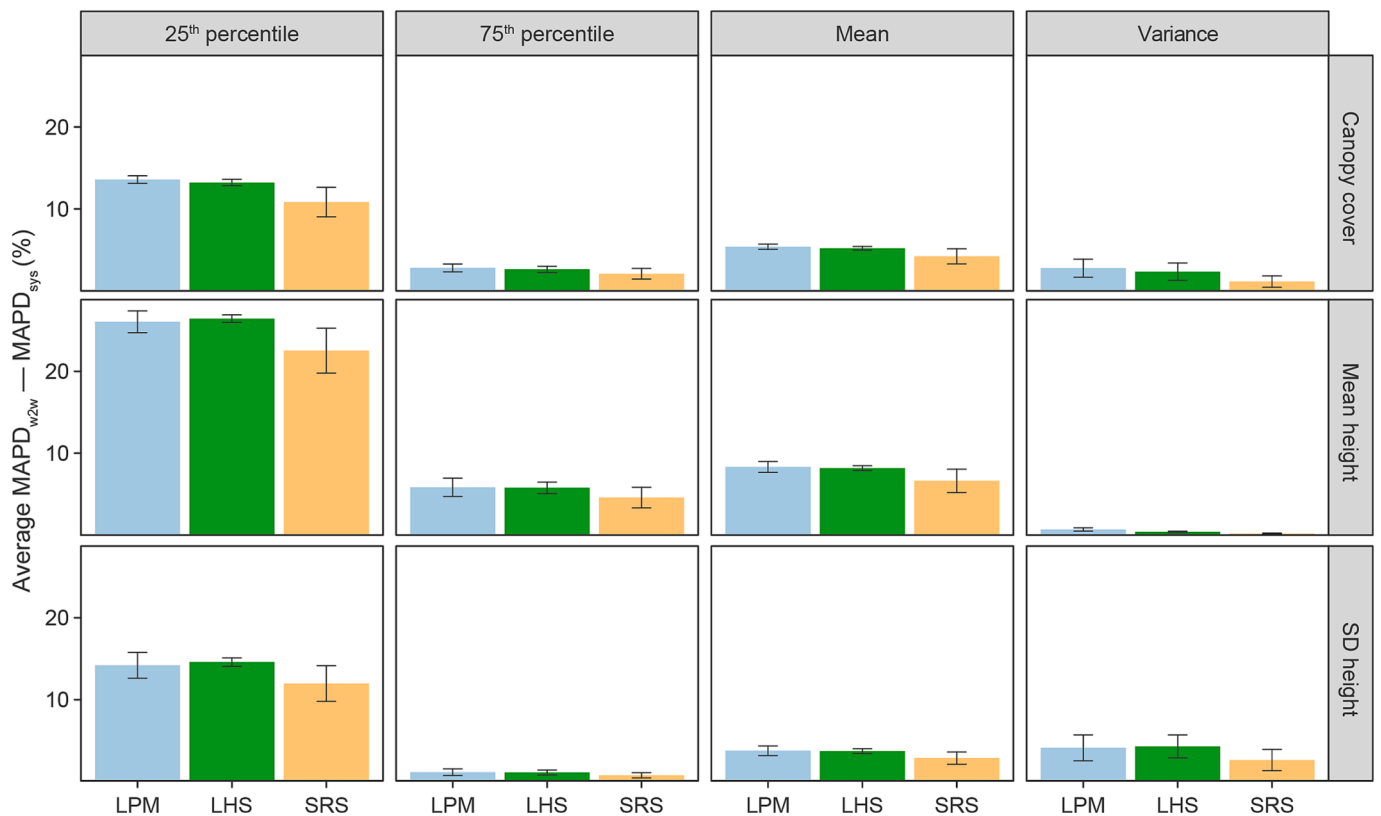 25th percentile
75th percentile
Mean
Variance
Average MAPDw2w — MAPDsys (%)
20
10
Canopy cover
20
10
Mean height
20
10
SD height
LPM LHS SRS
LPM LHS SRS
LPM LHS SRS
LPM LHS SRS